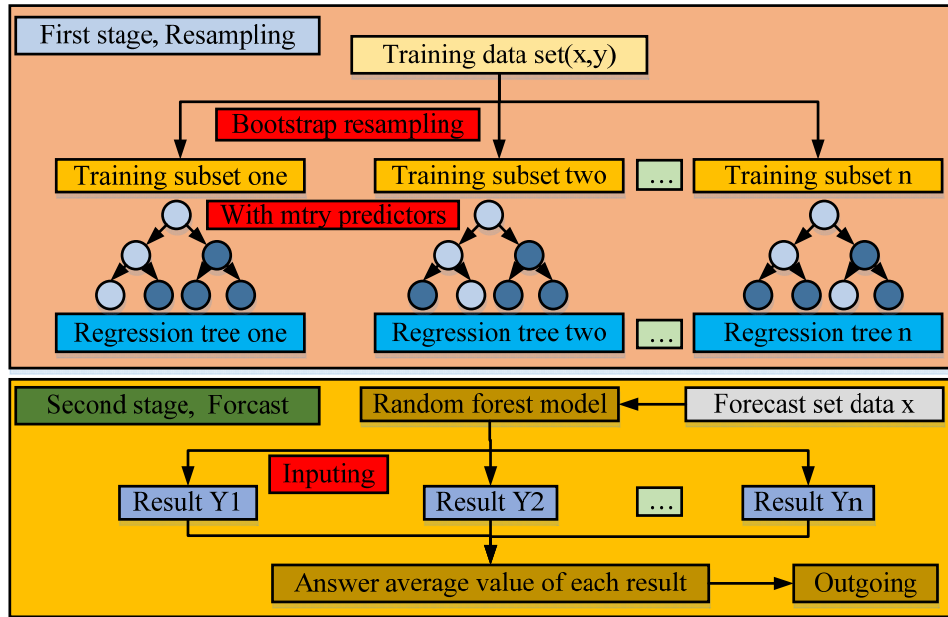 First stage, Resampling
Training data set(x,y)
Bootstrap resampling
Training subset one
Training subset two
...
Training subset n
With mtry predictors
Regression tree one
Regression tree two
...
Regression tree n
Second stage, Forcast
Random forest model
Forecast set data x
Inputing
Result Y1
Result Y2
...
Result Yn
Answer average value of each result
Outgoing